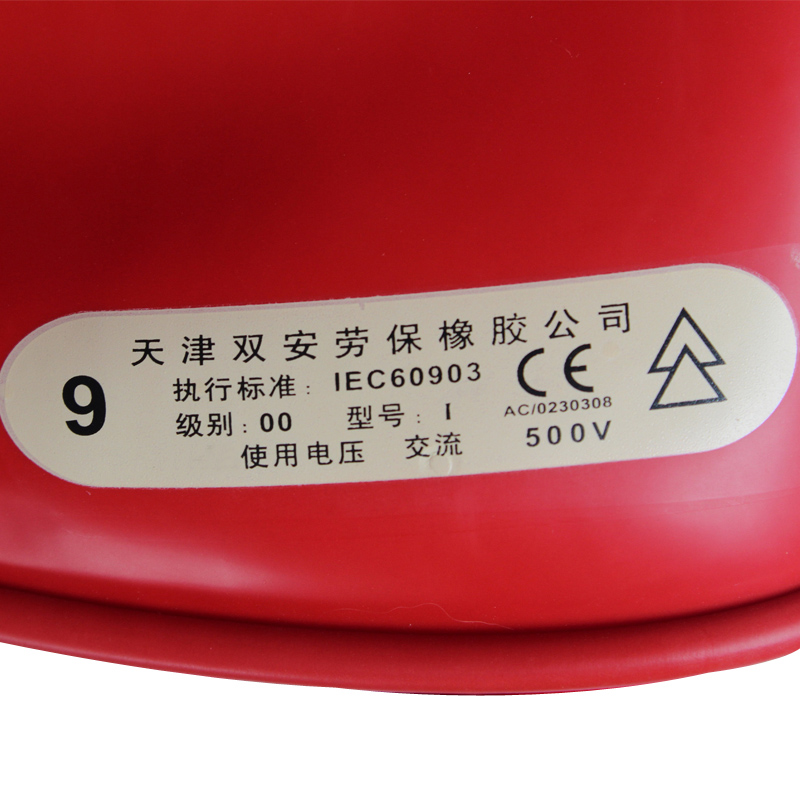 天津双安劳保橡胶公司
9
执行标准：IEC60903
CE
级别：00 型号：I
AC/0230308
使用电压 交流 500V